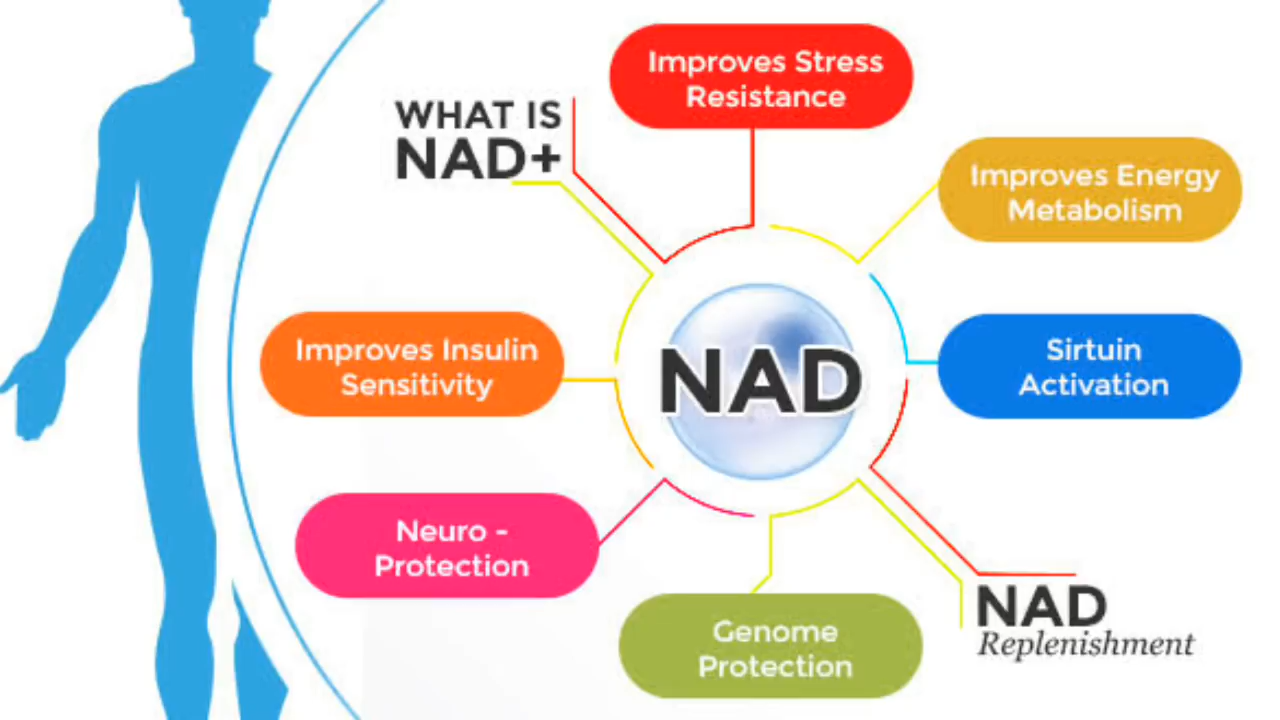 WHAT IS
NAD+
Improves Stress
Resistance
Improves Energy
Metabolism
Improves Insulin
Sensitivity
NAD
Sirtuin
Activation
Neuro -
Protection
Genome
Protection
NAD
Replenishment